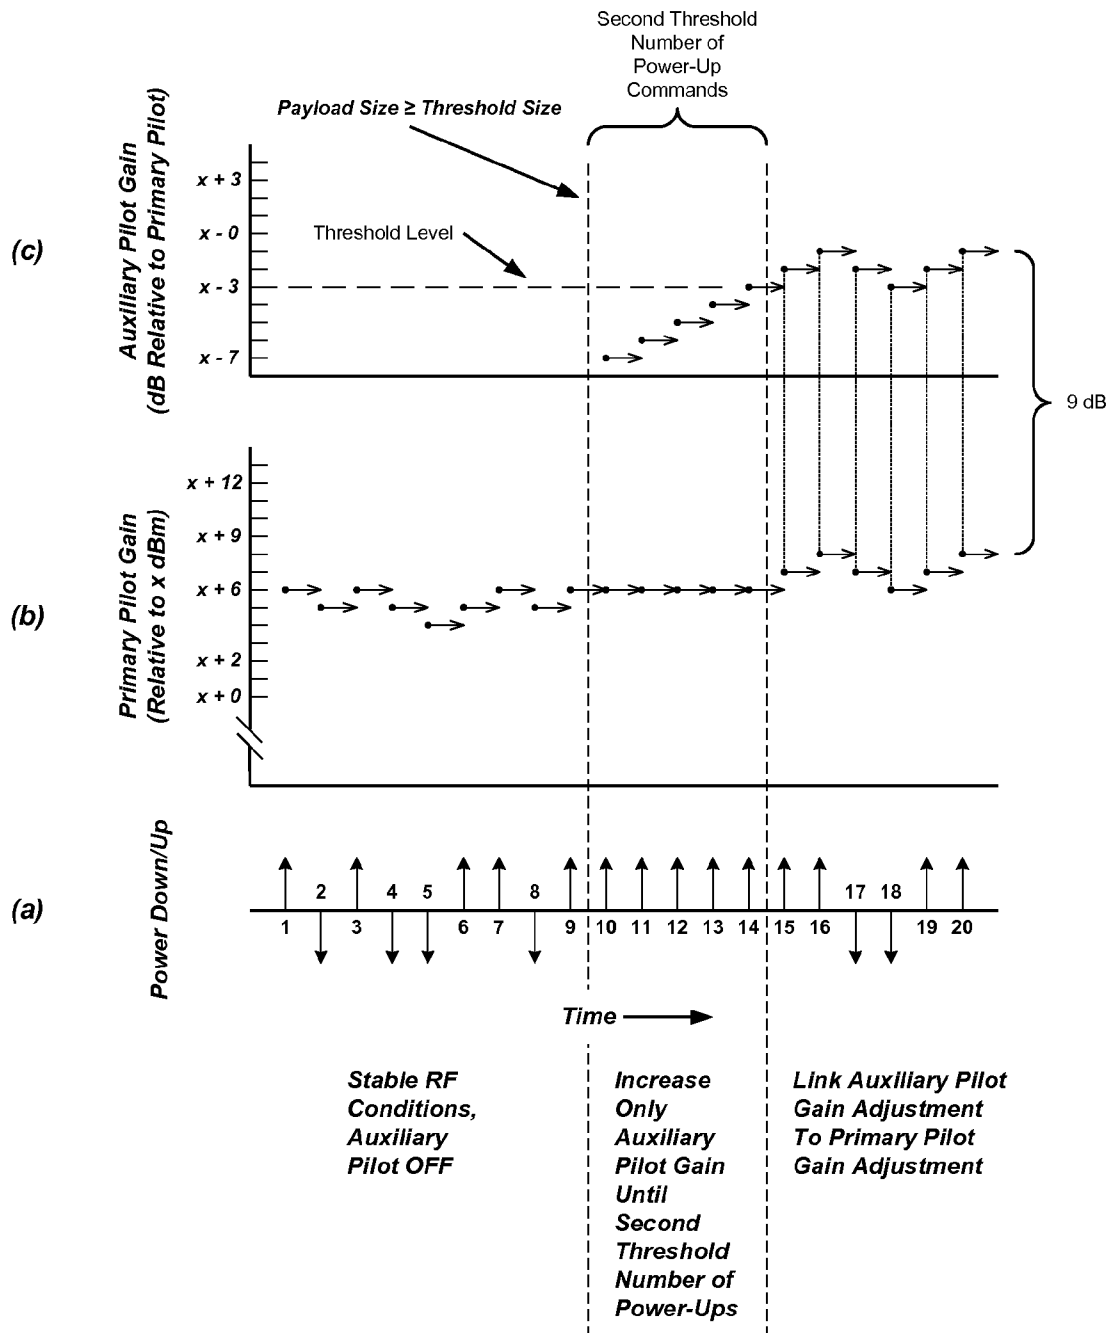 Second Threshold
Number of
Power-Up
Commands
Payload Size ≥ Threshold Size
(c)
Auxiliary Pilot Gain
(dB Relative to Primary Pilot)
x + 3
x - 0
x - 3
x - 7
Threshold Level
9 dB
(b)
Primary Pilot Gain
(Relative to x dBm)
x + 12
x + 9
x + 6
x + 2
x + 0
(a)
Power Down/Up
1 2 3 4 5 6 7 8 9 10 11 12 13 14 15 16 17 18 19 20
Time
Stable RF
Conditions,
Auxiliary
Pilot OFF
Increase
Only
Auxiliary
Pilot Gain
Until
Second
Threshold
Number of
Power-Ups
Link Auxiliary Pilot
Gain Adjustment
To Primary Pilot
Gain Adjustment